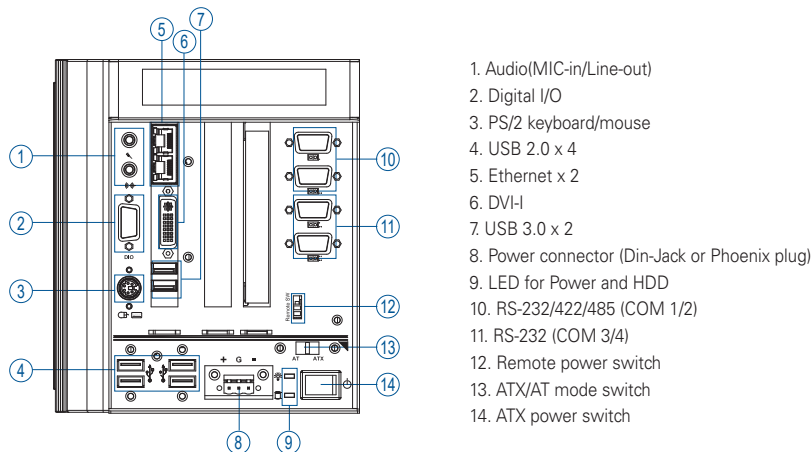 5
7
6
1
2
3
4
10
11
12
13
14
8
9
DIO
Remote SW
AT ATX
+ G -
1. Audio(MIC-in/Line-out)
2. Digital I/O
3. PS/2 keyboard/mouse
4. USB 2.0 x 4
5. Ethernet x 2
6. DVI-I
7. USB 3.0 x 2
8. Power connector (Din-Jack or Phoenix plug)
9. LED for Power and HDD
10. RS-232/422/485 (COM 1/2)
11. RS-232 (COM 3/4)
12. Remote power switch
13. ATX/AT mode switch
14. ATX power switch